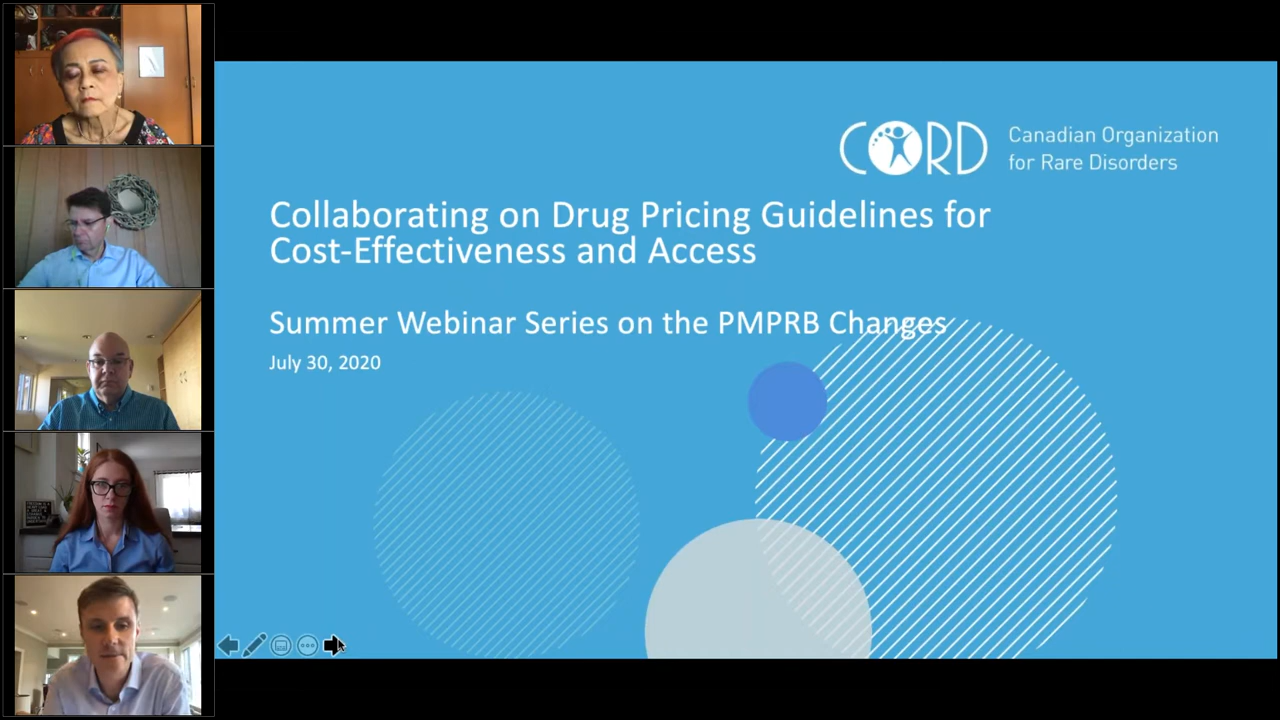 CORD
Canadian Organization
for Rare Disorders
Collaborating on Drug Pricing Guidelines for
Cost-Effectiveness and Access
Summer Webinar Series on the PMPRB Changes
July 30, 2020